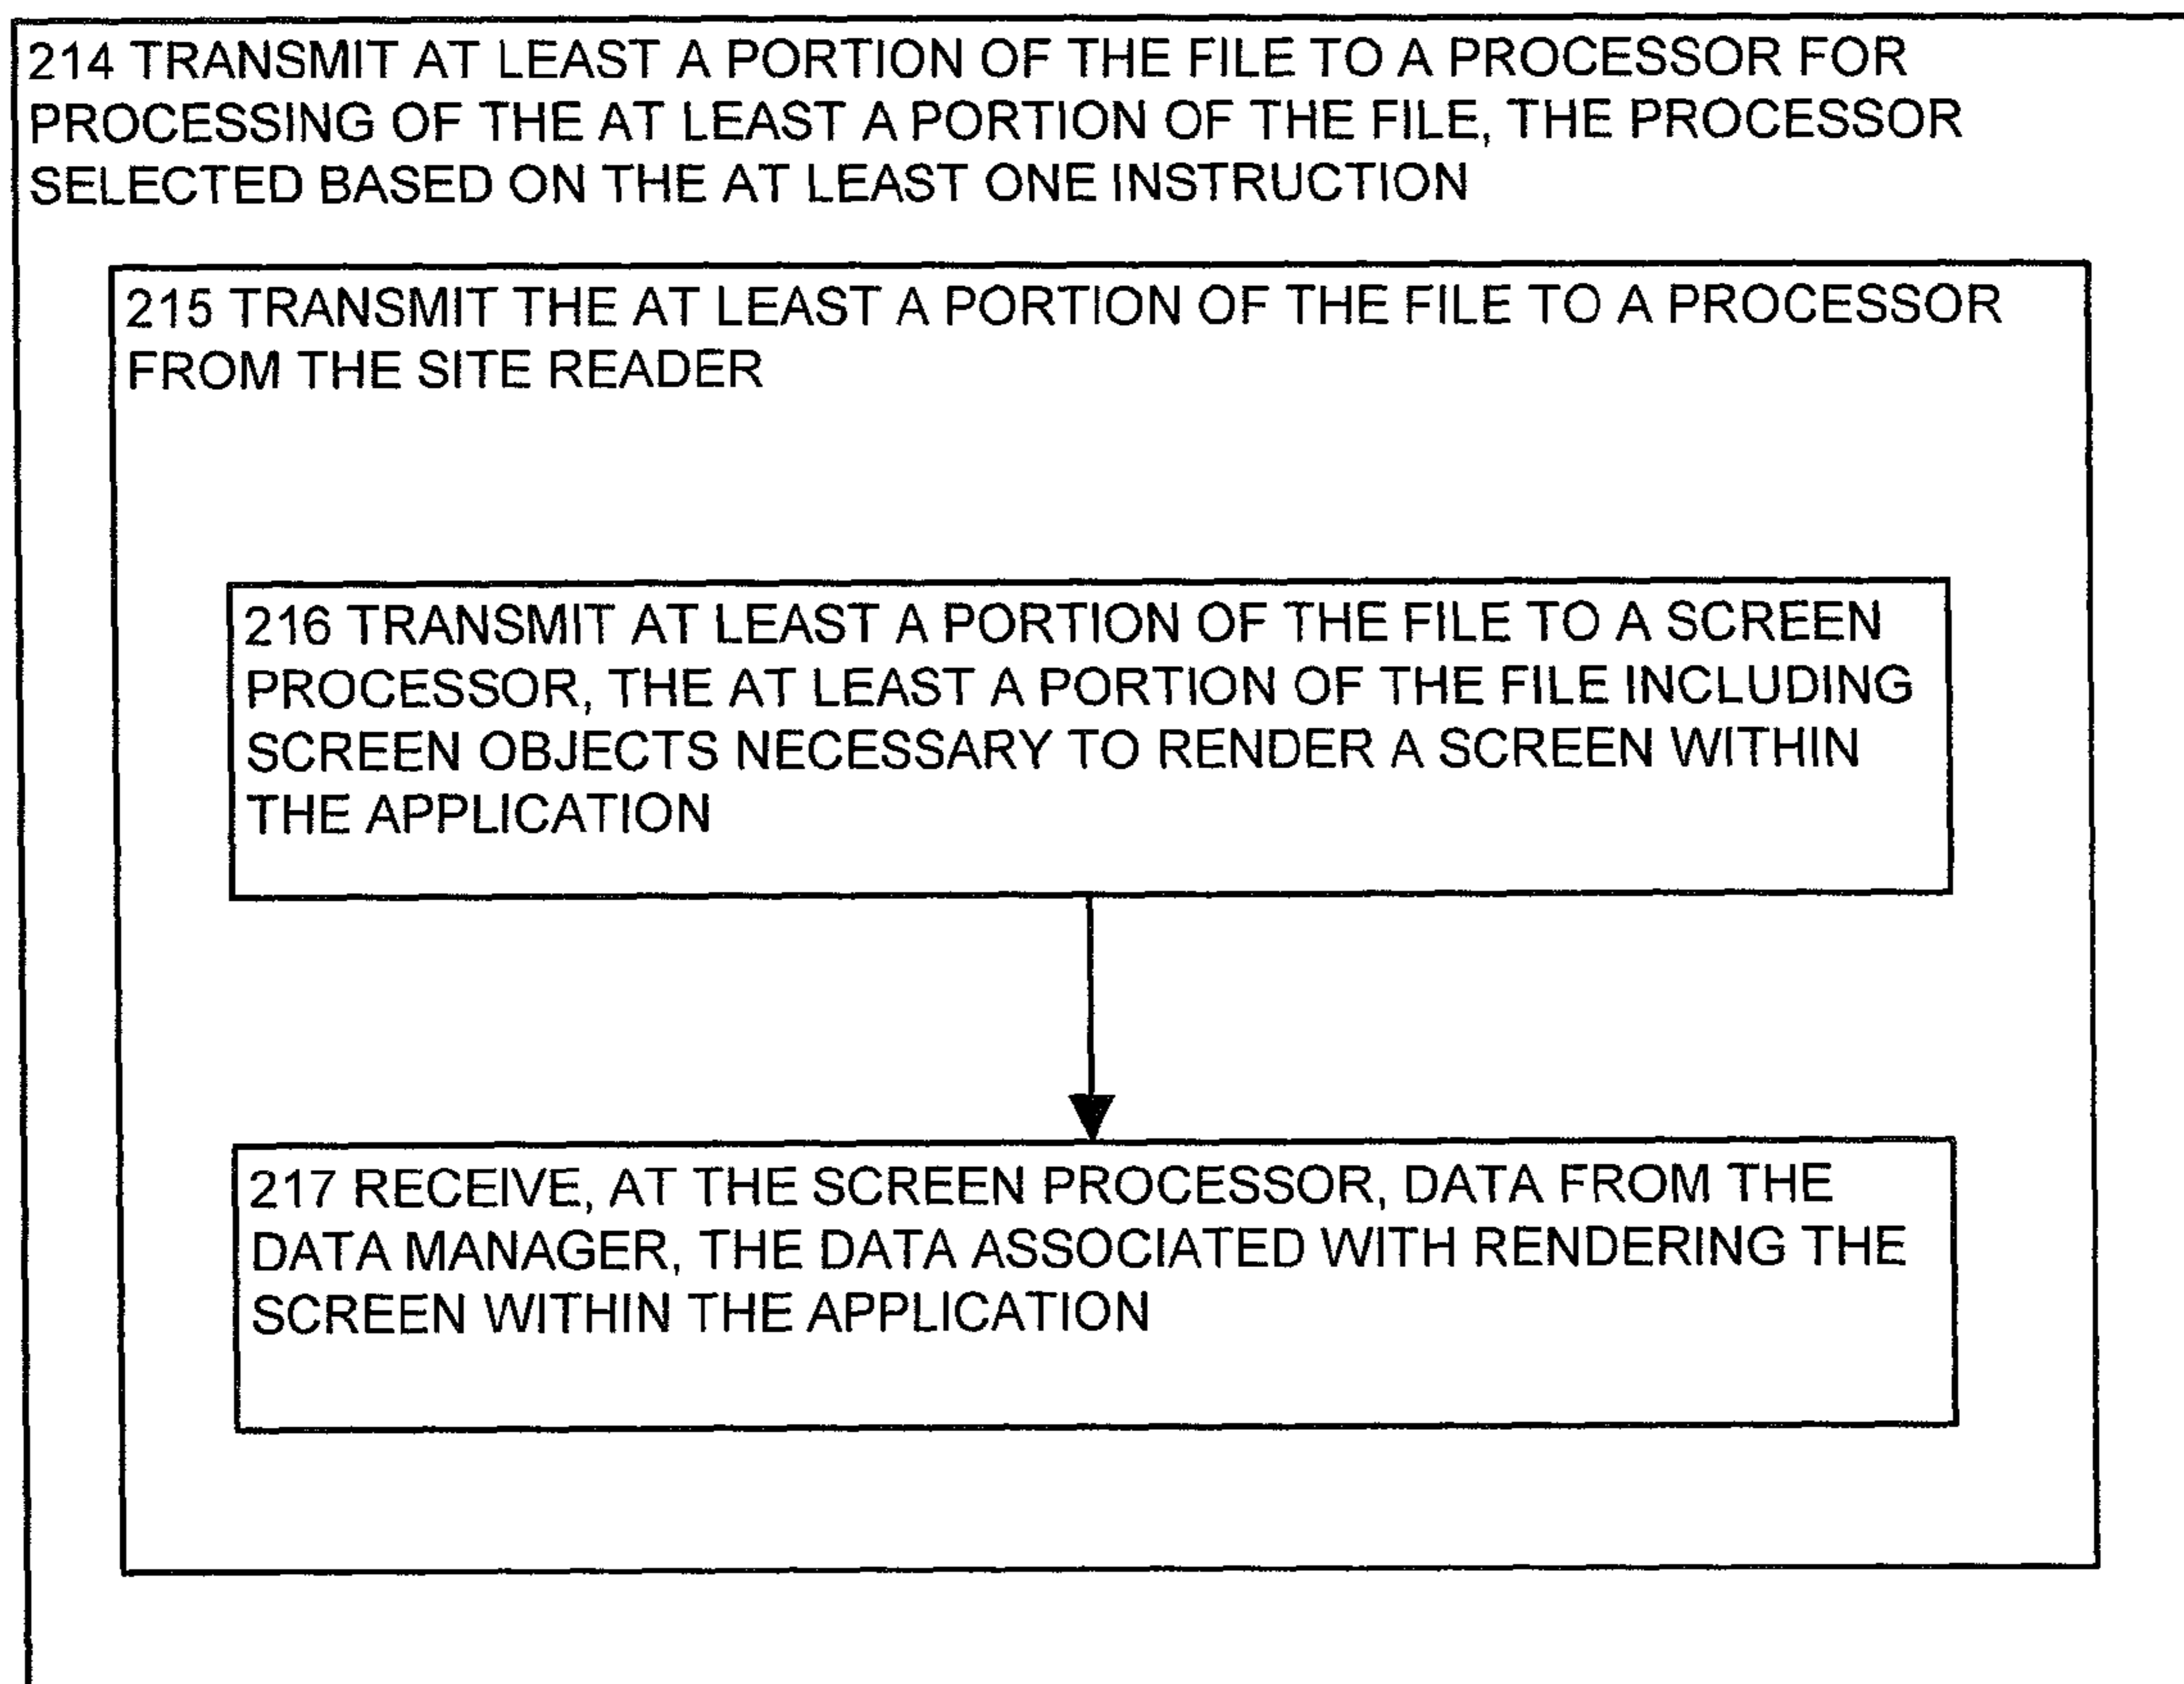 214 TRANSMIT AT LEAST A PORTION OF THE FILE TO A PROCESSOR FOR
PROCESSING OF THE AT LEAST A PORTION OF THE FILE, THE PROCESSOR
SELECTED BASED ON THE AT LEAST ONE INSTRUCTION
215 TRANSMIT THE AT LEAST A PORTION OF THE FILE TO A PROCESSOR
FROM THE SITE READER
216 TRANSMIT AT LEAST A PORTION OF THE FILE TO A SCREEN
PROCESSOR, THE AT LEAST A PORTION OF THE FILE INCLUDING
SCREEN OBJECTS NECESSARY TO RENDER A SCREEN WITHIN
THE APPLICATION
217 RECEIVE, AT THE SCREEN PROCESSOR, DATA FROM THE
DATA MANAGER, THE DATA ASSOCIATED WITH RENDERING THE
SCREEN WITHIN THE APPLICATION